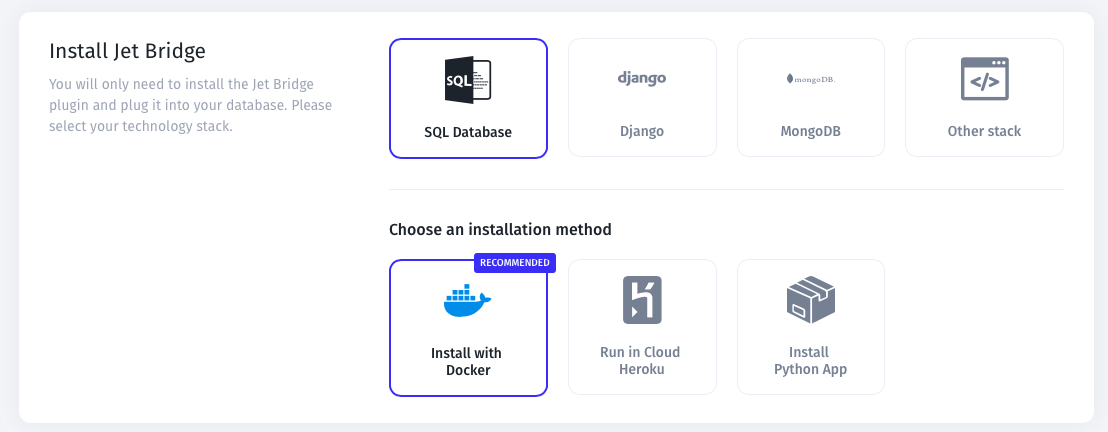 Install Jet Bridge
You will only need to install the Jet Bridge
plugin and plug it into your database. Please
select your technology stack.
SQL
SQL Database
django
Django
mongoDB.
MongoDB
</>
Other stack
Choose an installation method
RECOMMENDED
Install with
Docker
Run in Cloud
Heroku
Install
Python App